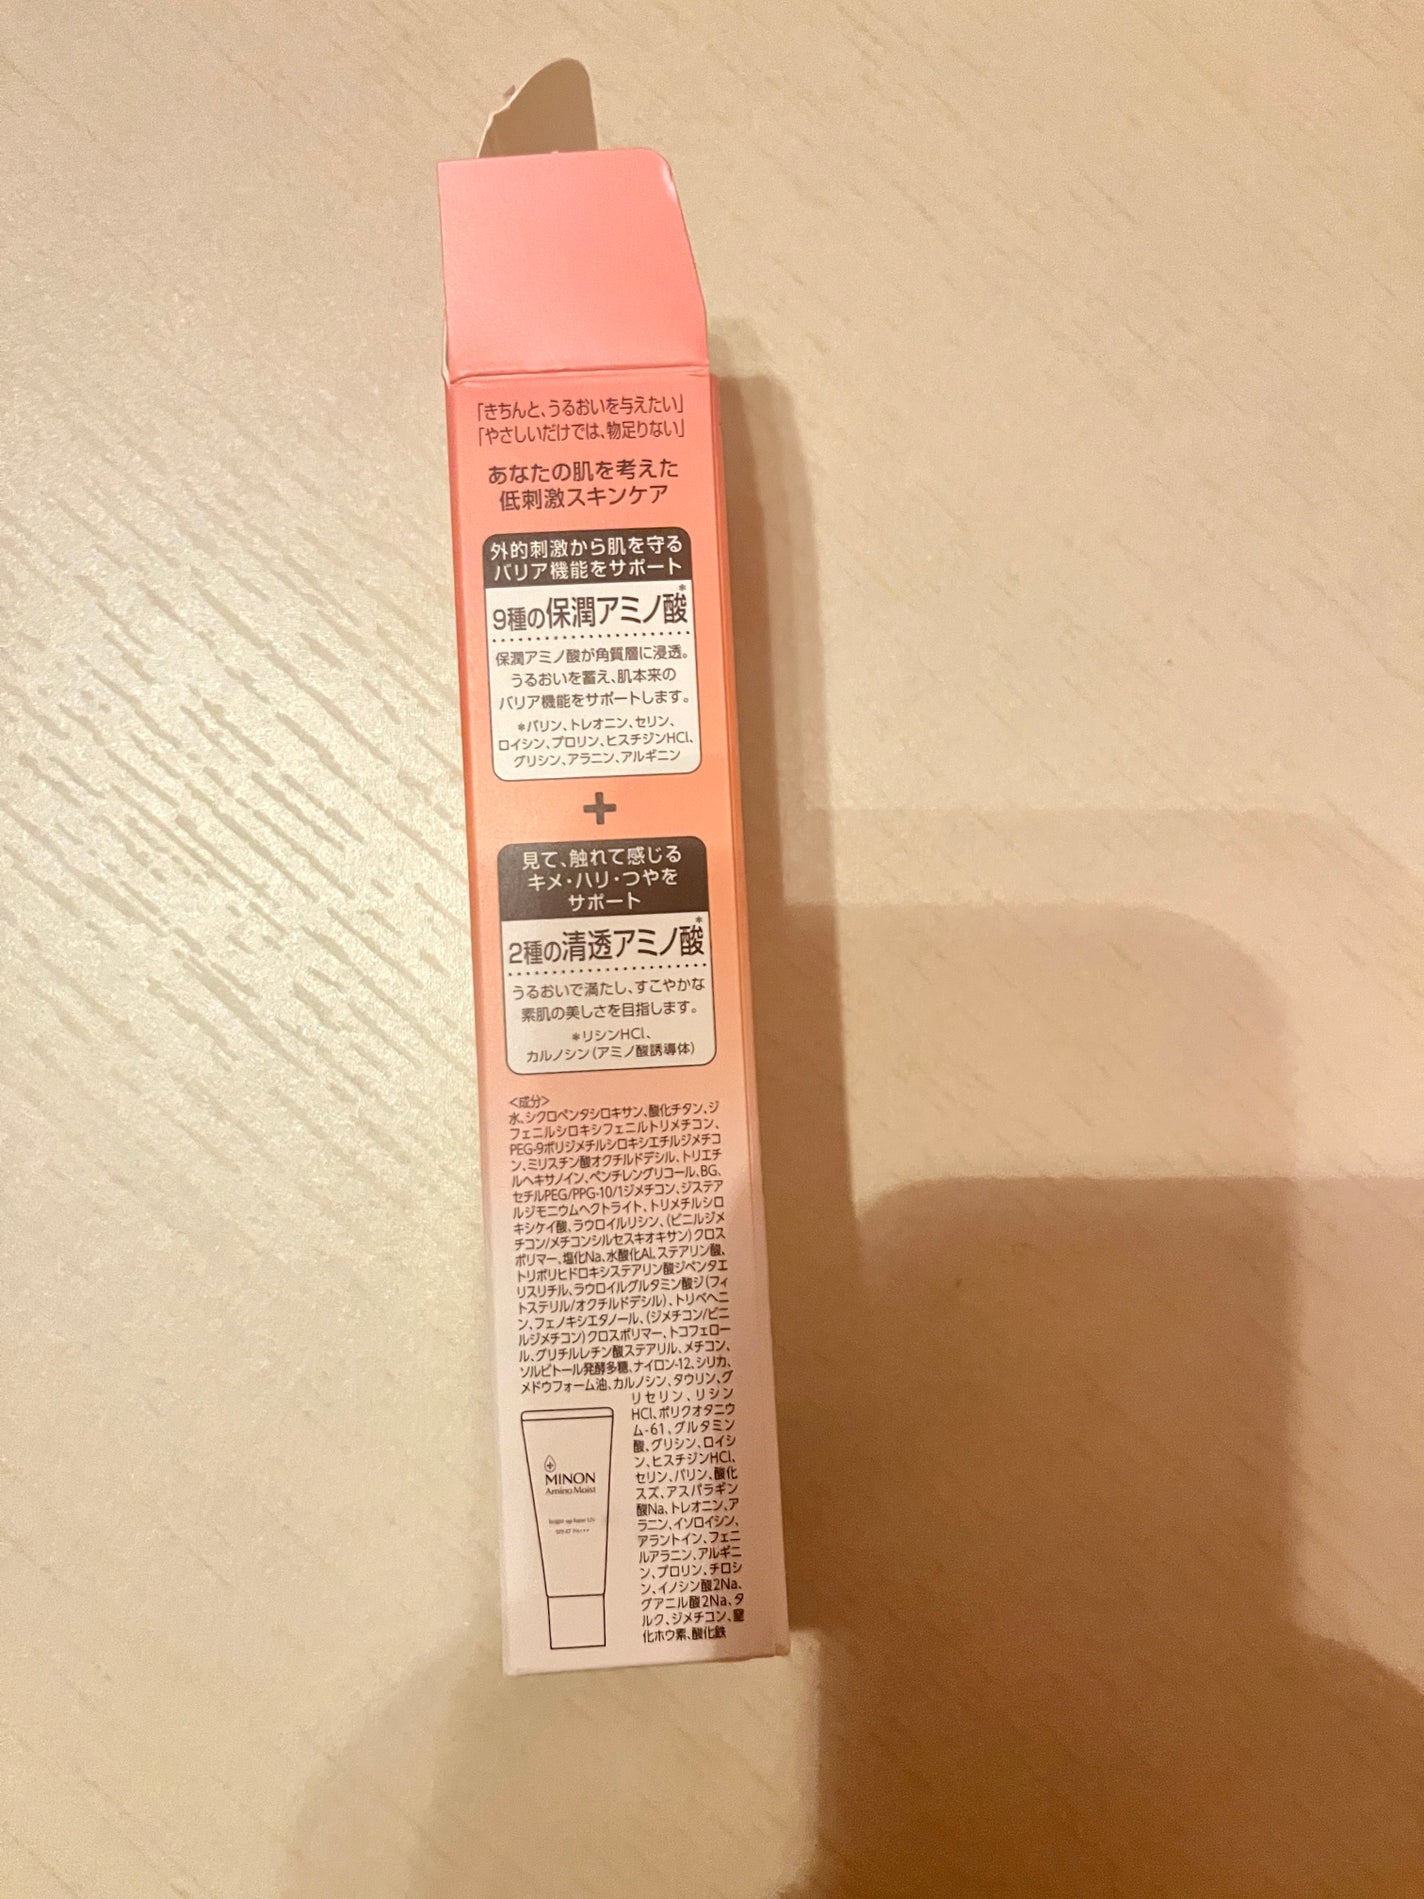 「きちんと、うるおいを与えたい」
「やさしいだけでは、物足りない」
あなたの肌を考えた
低刺激スキンケア
外的刺激から肌を守る
バリア機能をサポート
9種の保潤アミノ酸*
保潤アミノ酸が角質層に浸透。
うるおいを蓄え、肌本来の
バリア機能をサポートします。
*バリン、トレオニン、セリン、
ロイシン、プロリン、ヒスチジンHCl、
グリシン、アラニン、アルギニン
+
見て、触れて感じる
キメ・ハリ・つやを
サポート
2種の清透アミノ酸*
うるおいで満たし、すこやかな
素肌の美しさを目指します。
*リシンHCl、
カルノシン(アミノ酸誘導体)
<成分>
水、シクロペンタシロキサン、酸化チタン、ジ
フェニルシロキシフェニルトリメチコン、
PEG-9ポリジメチルシロキシエチルジメチコ
ン、ミリスチン酸オクチルドデシル、トリエチ
ルヘキサノイン、ペンチレングリコール、BG、
セチルPEG/PPG-10/1ジメチコン、ジステア
ルジモニウムヘクトライト、トリメチルシロ
キシケイ酸、ラウロイルリシン、(ビニルジメ
チコン/メチコンシルセスキオキサン)クロス
ポリマー、塩化Na、水酸化Al、ステアリン酸、
トリポリヒドロキシステアリン酸ジペンタエ
リスリチル、ラウロイルグルタミン酸ジ(フィ
トステリル/オクチルドデシル)、トリベヘニ
ン、フェノキシエタノール、(ジメチコン/ビニ
ルジメチコン)クロスポリマー、トコフェロー
ル、グリチルレチン酸ステアリル、メチコン、
ソルビトール発酵多糖、ナイロン-12、シリカ、
メドウフォーム油、カルノシン、タウリン、グ
リセリン、リシン
HCl、ポリクオタニウ
ム-61、グルタミン
酸、グリシン、ロイシ
ン、ヒスチジンHCl、
セリン、バリン、酸化
スズ、アスパラギン
酸Na、トレオニン、ア
ラニン、イソロイシン、
アラントイン、フェニ
ルアラニン、アルギニ
ン、プロリン、チロシ
ン、イノシン酸2Na、
グアニル酸2Na、タ
ルク、ジメチコン、窒
化ホウ素、酸化鉄
MINON
Amino Moist
bright up base UV
SPF47 PA+++